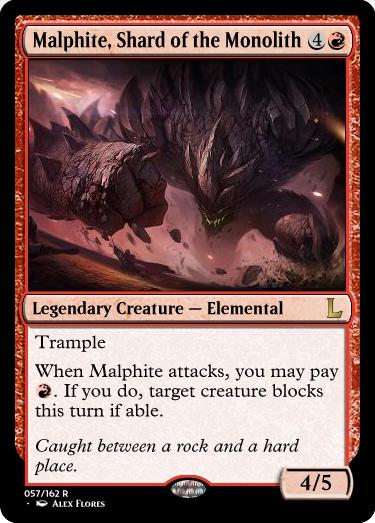 Malphite, Shard of the Monolith 4
Legendary Creature — Elemental L
Trample
When Malphite attacks, you may pay
. If you do, target creature blocks
this turn if able.
Caught between a rock and a hard
place.
4/5
057/162 R
· ALEX FLORES